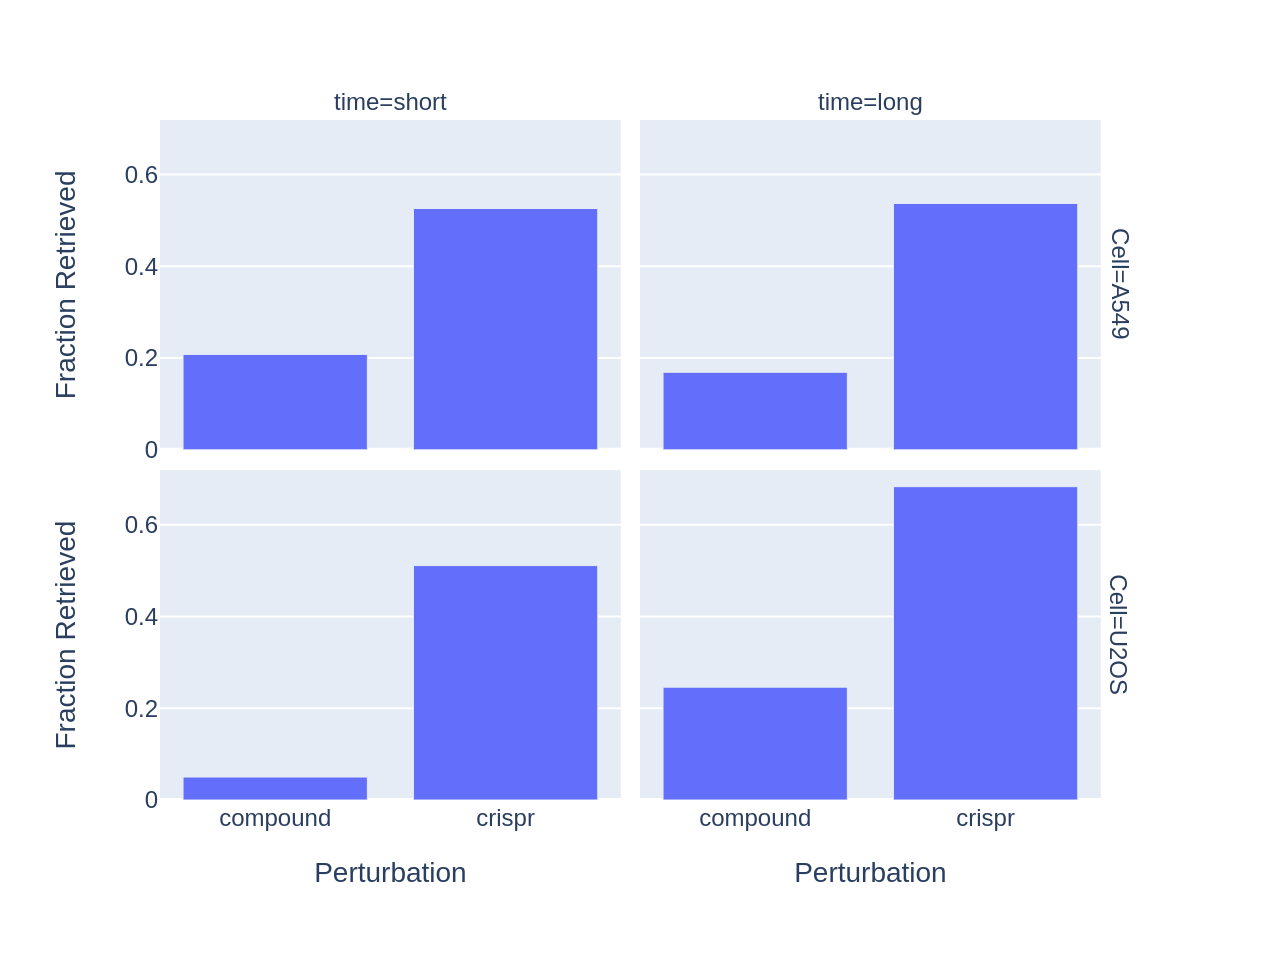 time=short
time=long
Fraction Retrieved
0.6
0.4
0.2
0
Cell=A549
Fraction Retrieved
0.6
0.4
0.2
0
Cell=U2OS
compound
crispr
compound
crispr
Perturbation
Perturbation